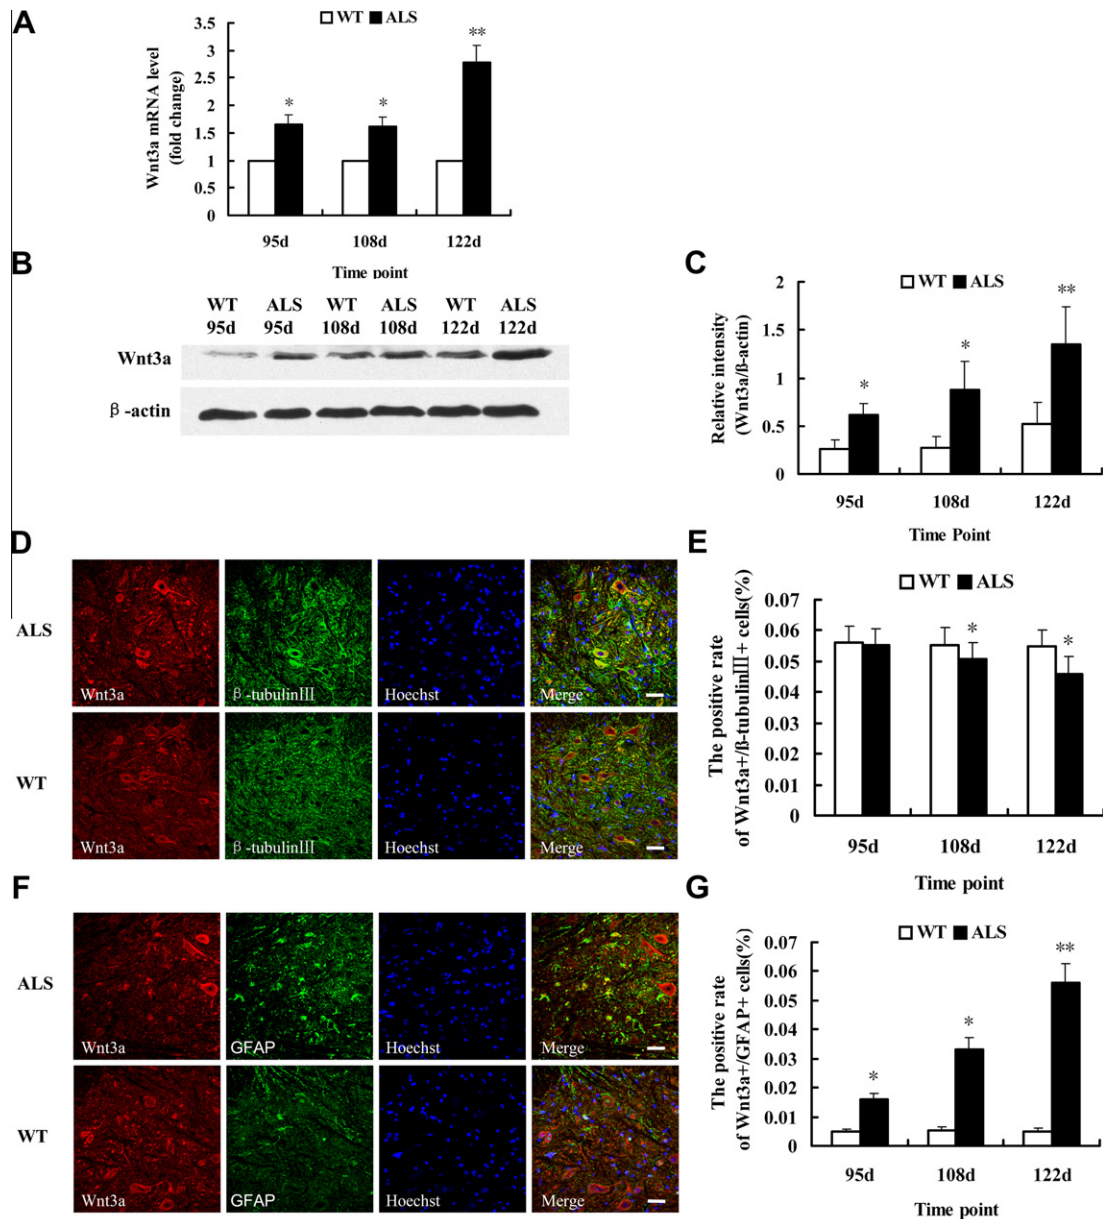 A
WT ALS
Wnt3a mRNA level
(fold change)
3.5
3
2.5
2
1.5
1
0.5
0
* * **
95d 108d 122d
Time point
B
WT ALS WT ALS WT ALS
95d 95d 108d 108d 122d 122d
Wnt3a
β-actin
C
WT ALS
Relative intensity
(Wnt3a/ß-actin)
2
1.5
1
0.5
0
* * **
95d 108d 122d
Time Point
D
ALS
Wnt3a β-tubulinIII Hoechst Merge
WT
Wnt3a β-tubulinIII Hoechst Merge
E
WT ALS
The positive rate
of Wnt3a+/ß-tubulinIII+ cells(%)
0.07
0.06
0.05
0.04
0.03
0.02
0.01
0
* *
95d 108d 122d
Time point
F
ALS
Wnt3a GFAP Hoechst Merge
WT
Wnt3a GFAP Hoechst Merge
G
WT ALS
The positive rate
of Wnt3a+/GFAP+ cells(%)
0.07
0.06
0.05
0.04
0.03
0.02
0.01
0
* * **
95d 108d 122d
Time point